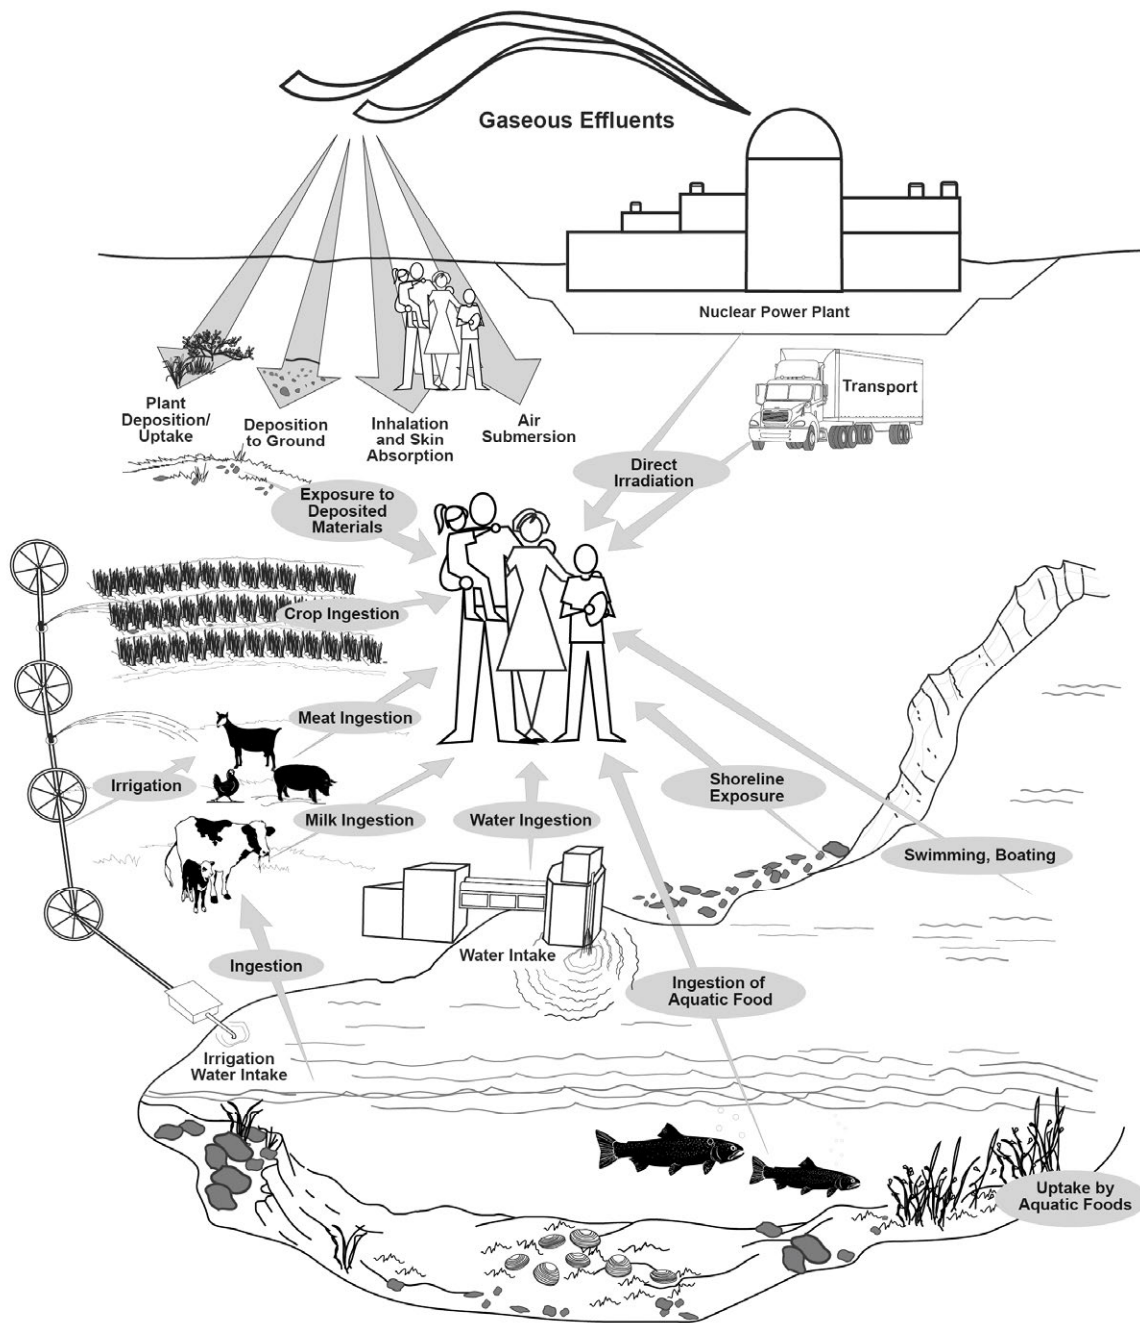 Gaseous Effluents
Nuclear Power Plant
Transport
Plant
Deposition/
Uptake
Deposition
to Ground
Inhalation
and Skin
Absorption
Air
Submersion
Direct
Irradiation
Exposure to
Deposited
Materials
Crop Ingestion
Meat Ingestion
Irrigation
Milk Ingestion
Water Ingestion
Shoreline
Exposure
Swimming, Boating
Water Intake
Ingestion
Ingestion of
Aquatic Food
Irrigation
Water Intake
Uptake by
Aquatic Foods